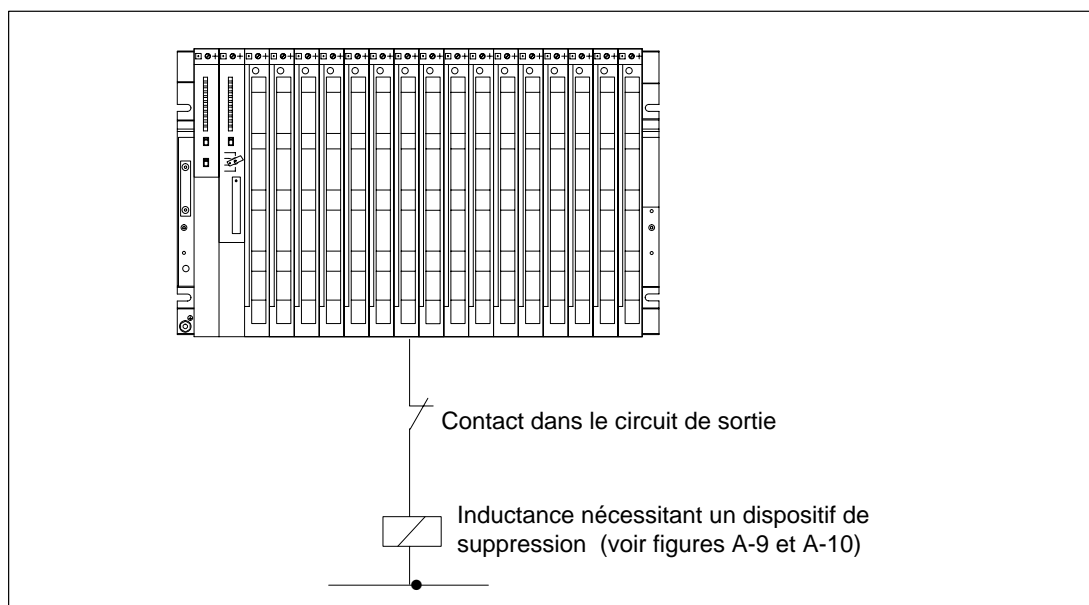 Contact dans le circuit de sortie
Inductance nécessitant un dispositif de
suppression (voir figures A-9 et A-10)